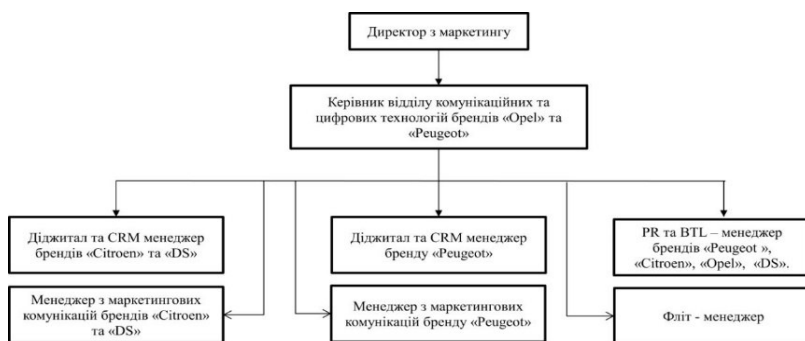 Директор з маркетингу
Керівник відділу комунікаційних та
цифрових технологій брендів «Opel» та
«Peugeot»
Діджитал та CRM менеджер
брендів «Citroen» та «DS»
Діджитал та CRM менеджер
бренду «Peugeot»
PR та BTL – менеджер
брендів «Peugeot »,
«Citroen», «Opel», «DS».
Менеджер з маркетингових
комунікацій брендів «Citroen»
та «DS»
Менеджер з маркетингових
комунікацій бренду «Peugeot»
Фліт - менеджер